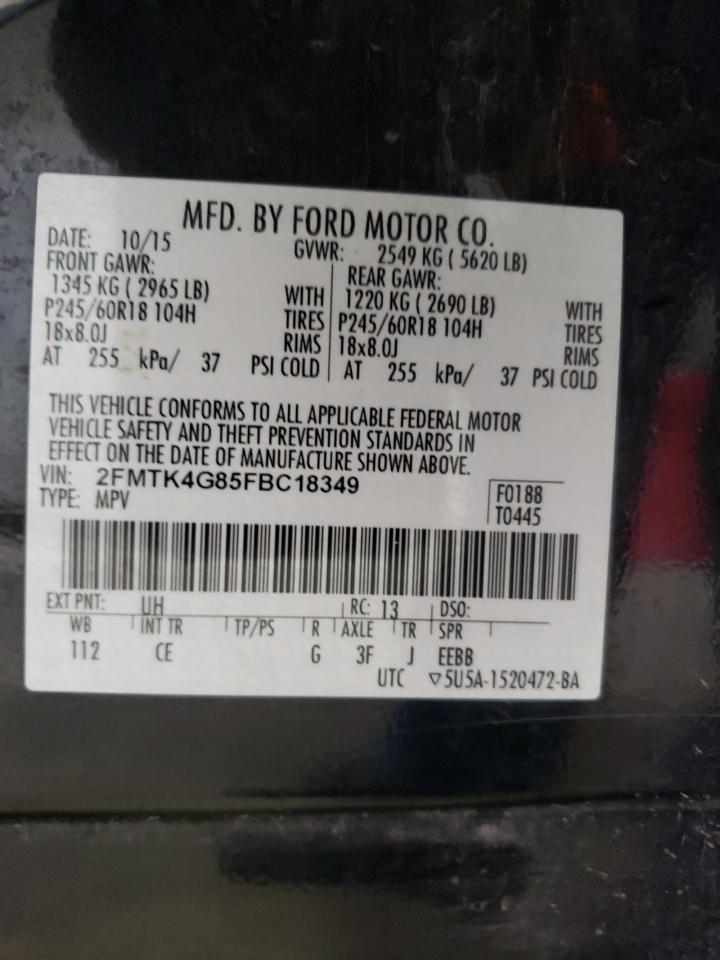 MFD. BY FORD MOTOR CO.
DATE: 10/15 GVWR: 2549 KG ( 5620 LB)
FRONT GAWR: REAR GAWR:
1345 KG ( 2965 LB) WITH 1220 KG ( 2690 LB) WITH
P245/60R18 104H TIRES P245/60R18 104H TIRES
18x8.0J RIMS 18x8.0J RIMS
AT 255 kPa/ 37 PSI COLD AT 255 kPa/ 37 PSI COLD
THIS VEHICLE CONFORMS TO ALL APPLICABLE FEDERAL MOTOR
VEHICLE SAFETY AND THEFT PREVENTION STANDARDS IN
EFFECT ON THE DATE OF MANUFACTURE SHOWN ABOVE.
VIN: 2FMTK4G85FBC18349 F0188
TYPE: MPV T0445
EXT PNT: UH RC: 13 DSO:
WB INT TR TP/PS R AXLE TR SPR
112 CE G 3F J EEBB
UTC ▽5U5A-1520472-BA